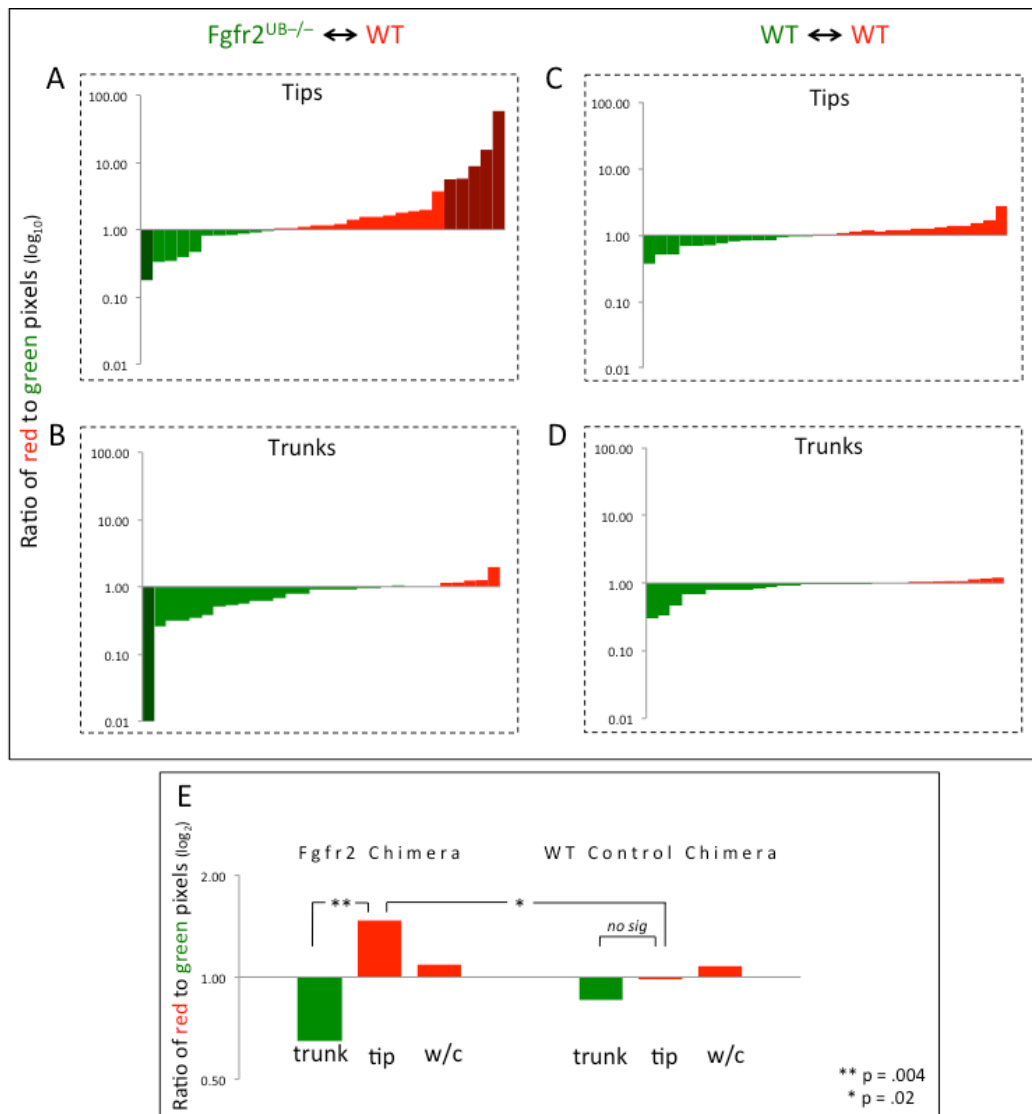 Fgfr2UB–/– ↔ WT
WT ↔ WT
Ratio of red to green pixels (log10)
A
Tips
100.00
10.00
1.00
0.10
0.01
C
Tips
100.00
10.00
1.00
0.10
0.01
B
Trunks
100.00
10.00
1.00
0.10
0.01
D
Trunks
100.00
10.00
1.00
0.10
0.01
E
Ratio of red to green pixels (log2)
Fgfr2 Chimera
WT Control Chimera
2.00
1.00
0.50
**
*
no sig
trunk
tip
w/c
trunk
tip
w/c
** p = .004
* p = .02